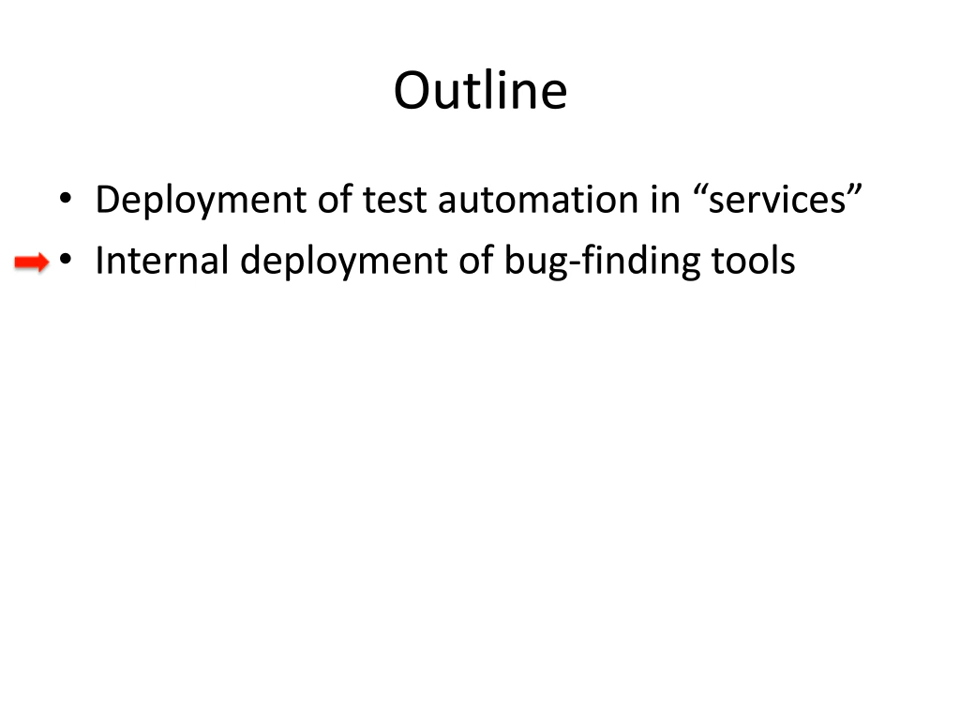 Outline
• Deployment of test automation in “services”
• Internal deployment of bug-finding tools